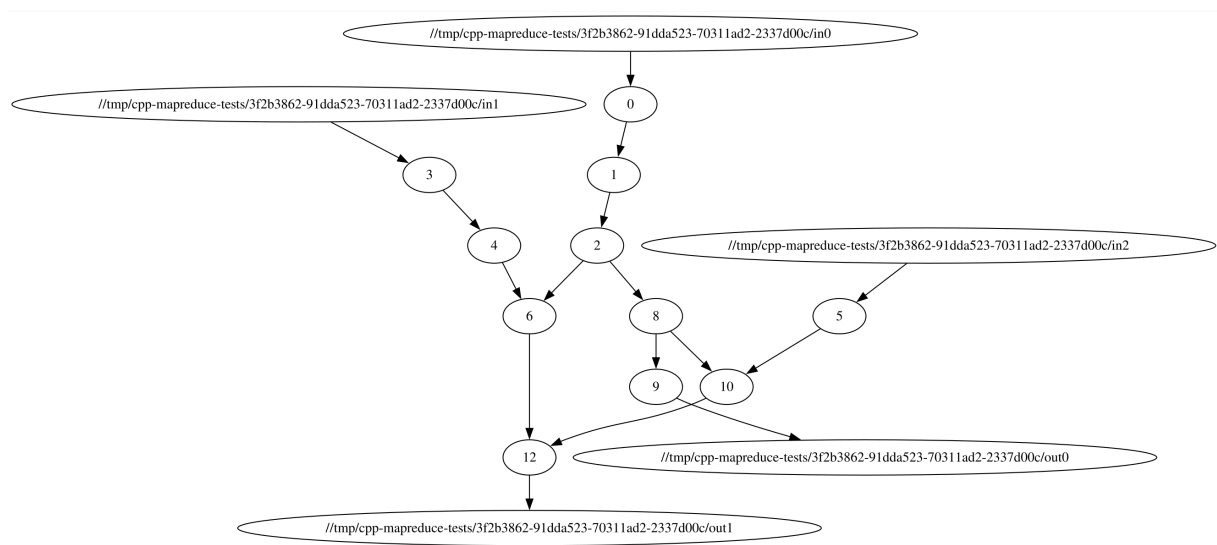 //tmp/cpp-mapreduce-tests/3f2b3862-91dda523-70311ad2-2337d00c/in0
//tmp/cpp-mapreduce-tests/3f2b3862-91dda523-70311ad2-2337d00c/in1
0
3
1
4
2
//tmp/cpp-mapreduce-tests/3f2b3862-91dda523-70311ad2-2337d00c/in2
6
8
5
9
10
12
//tmp/cpp-mapreduce-tests/3f2b3862-91dda523-70311ad2-2337d00c/out0
//tmp/cpp-mapreduce-tests/3f2b3862-91dda523-70311ad2-2337d00c/out1